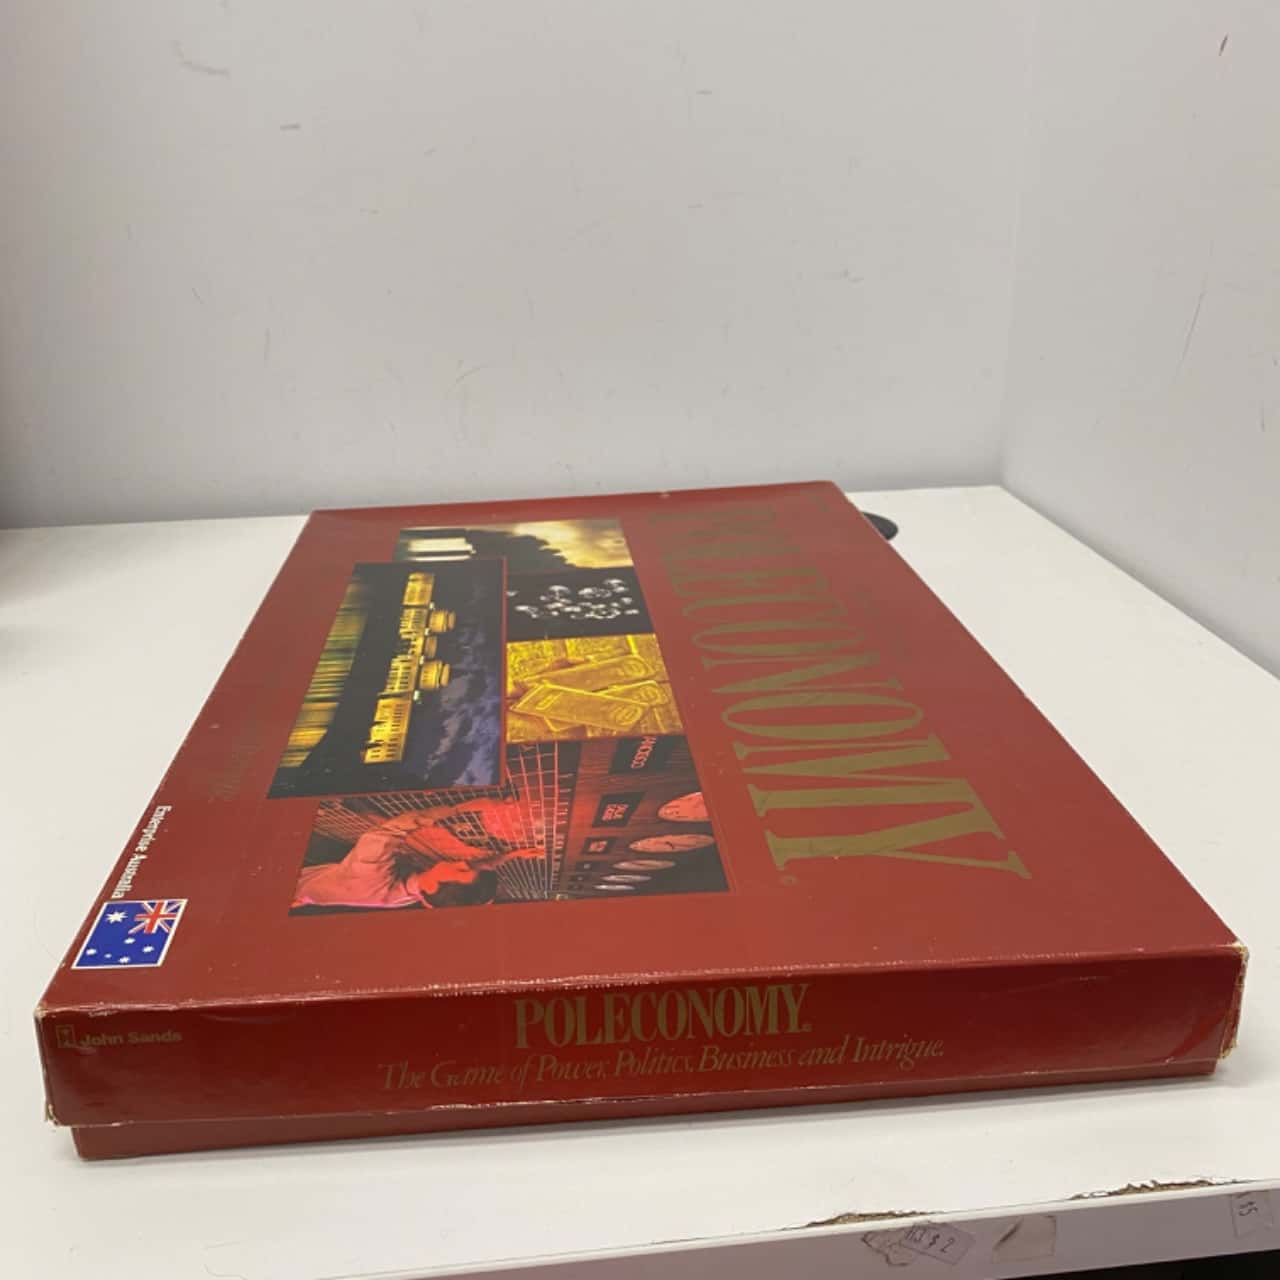 POLECONOMY
Enterprise Australia
John Sands
POLECONOMY
The Game of Power, Politics, Business and Intrigue.